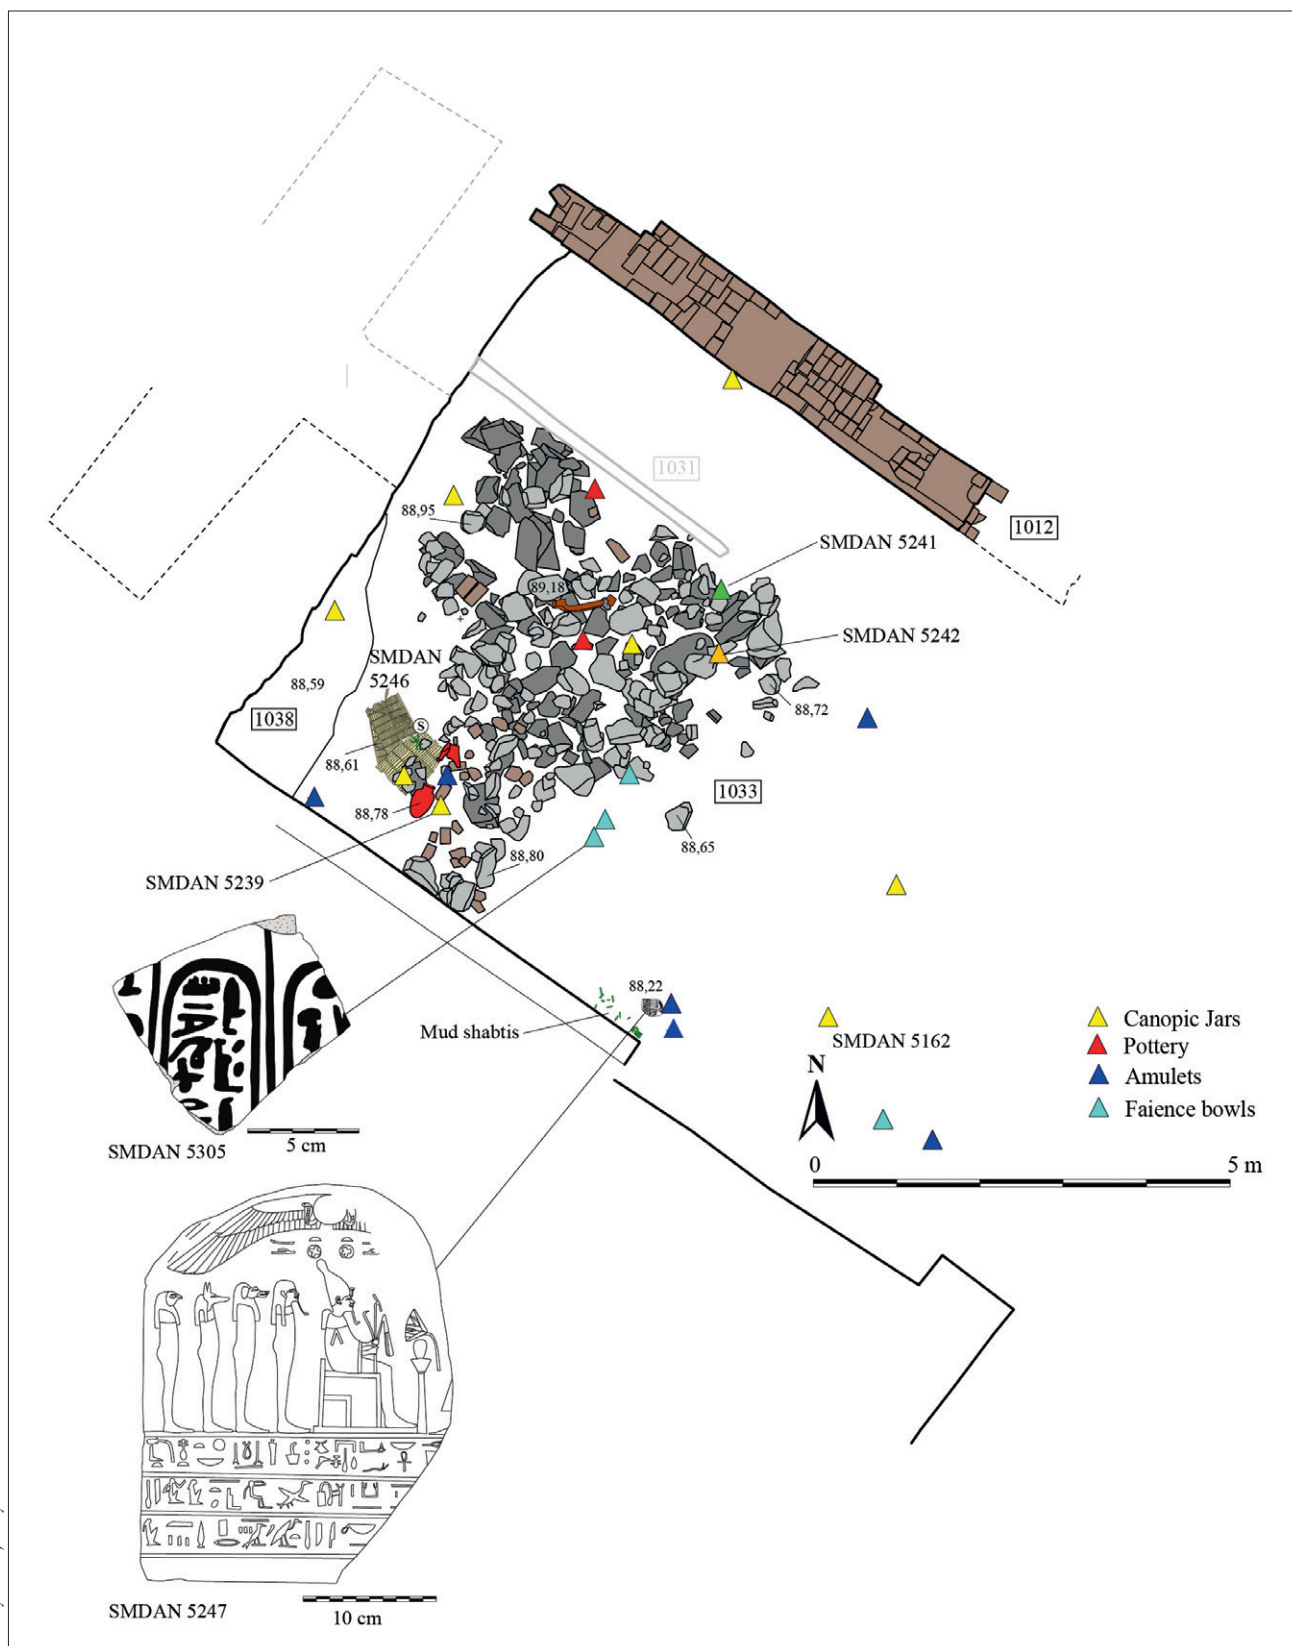 1031
88,95
1012
SMDAN 5241
89,18
SMDAN 5242
SMDAN
5246
88,59
1038
88,72
S
88,61
1033
88,78
88,65
88,80
SMDAN 5239
88,22
Mud shabtis
SMDAN 5162
N
Canopic Jars
Pottery
Amulets
Faience bowls
0
5 m
5 cm
SMDAN 5305
10 cm
SMDAN 5247